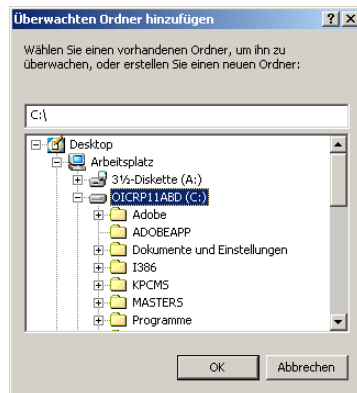 Überwachten Ordner hinzufügen
Wählen Sie einen vorhandenen Ordner, um ihn zu
überwachen, oder erstellen Sie einen neuen Ordner:
C:\
Desktop
Arbeitsplatz
3½-Diskette (A:)
OICRP11ABD (C:)
Adobe
ADOBEAPP
Dokumente und Einstellungen
I386
KPCMS
MASTERS
Programme
OK Abbrechen